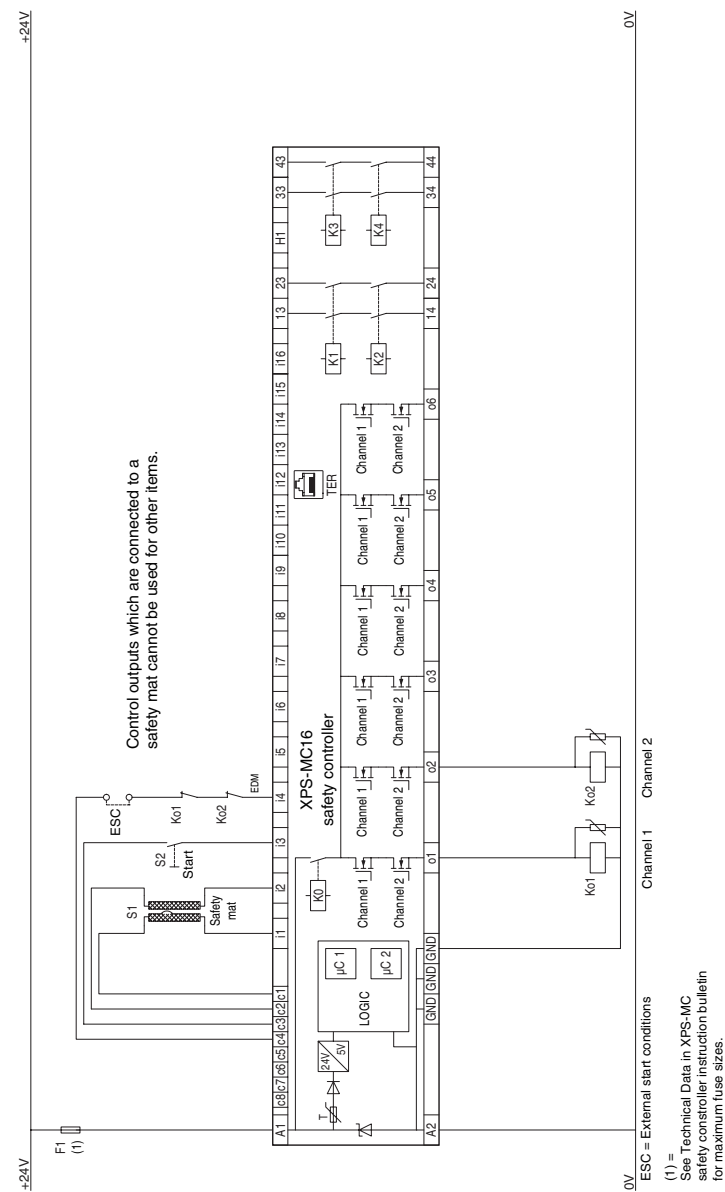 +24V +24V
F1
(1)
Control outputs which are connected to a
safety mat cannot be used for other items.
S1
Safety
mat
S2
Start
ESC
Ko1
Ko2
EDM
A1 c8 c7 c6 c5 c4 c3 c2 c1 i1 i2 i3 i4 i5 i6 i7 i8 i9 i10 i11 i12 i13 i14 i15 i16 13 23 H1 33 43
T
24V
5V
LOGIC
µC 1
µC 2
K0
XPS-MC16
safety controller
TER
K1
K2
K3
K4
Channel 1 Channel 1 Channel 1 Channel 1 Channel 1 Channel 1
Channel 2 Channel 2 Channel 2 Channel 2 Channel 2 Channel 2
A2 GND GND GND o1 o2 o3 o4 o5 o6 14 24 34 44
Ko1
Ko2
0V 0V
Channel 1 Channel 2
ESC = External start conditions
(1) =
See Technical Data in XPS-MC
safety constroller instruction bulletin
for maximum fuse sizes.